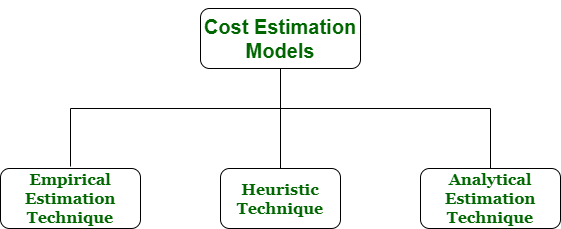 Cost Estimation
Models
Empirical
Estimation
Technique
Heuristic
Technique
Analytical
Estimation
Technique